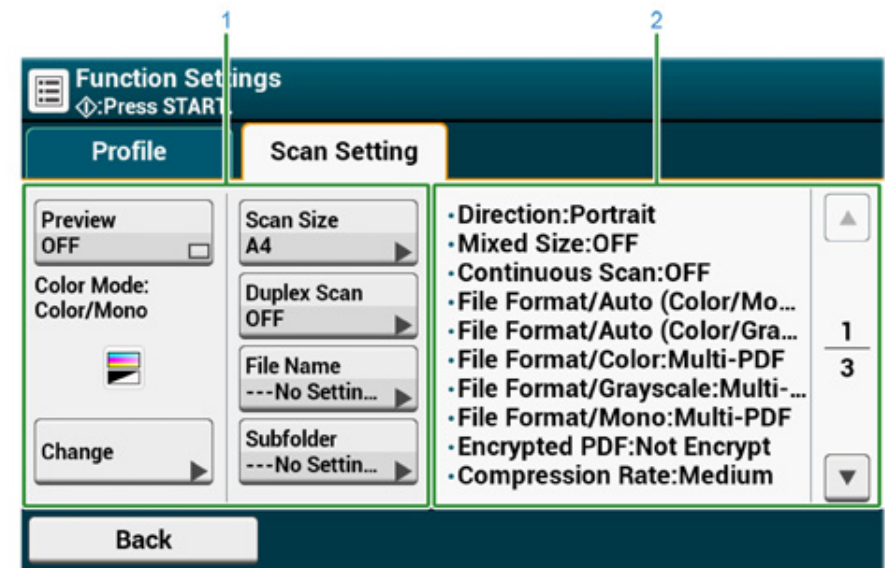 1
2
Function Settings
:Press START.
Profile
Scan Setting
Preview
OFF
Color Mode:
Color/Mono
Change
Scan Size
A4
Duplex Scan
OFF
File Name
---No Settin...
Subfolder
---No Settin...
•Direction:Portrait
•Mixed Size:OFF
•Continuous Scan:OFF
•File Format/Auto (Color/Mo...
•File Format/Auto (Color/Gra...
•File Format/Color:Multi-PDF
•File Format/Grayscale:Multi-...
•File Format/Mono:Multi-PDF
•Encrypted PDF:Not Encrypt
•Compression Rate:Medium
1
3
Back